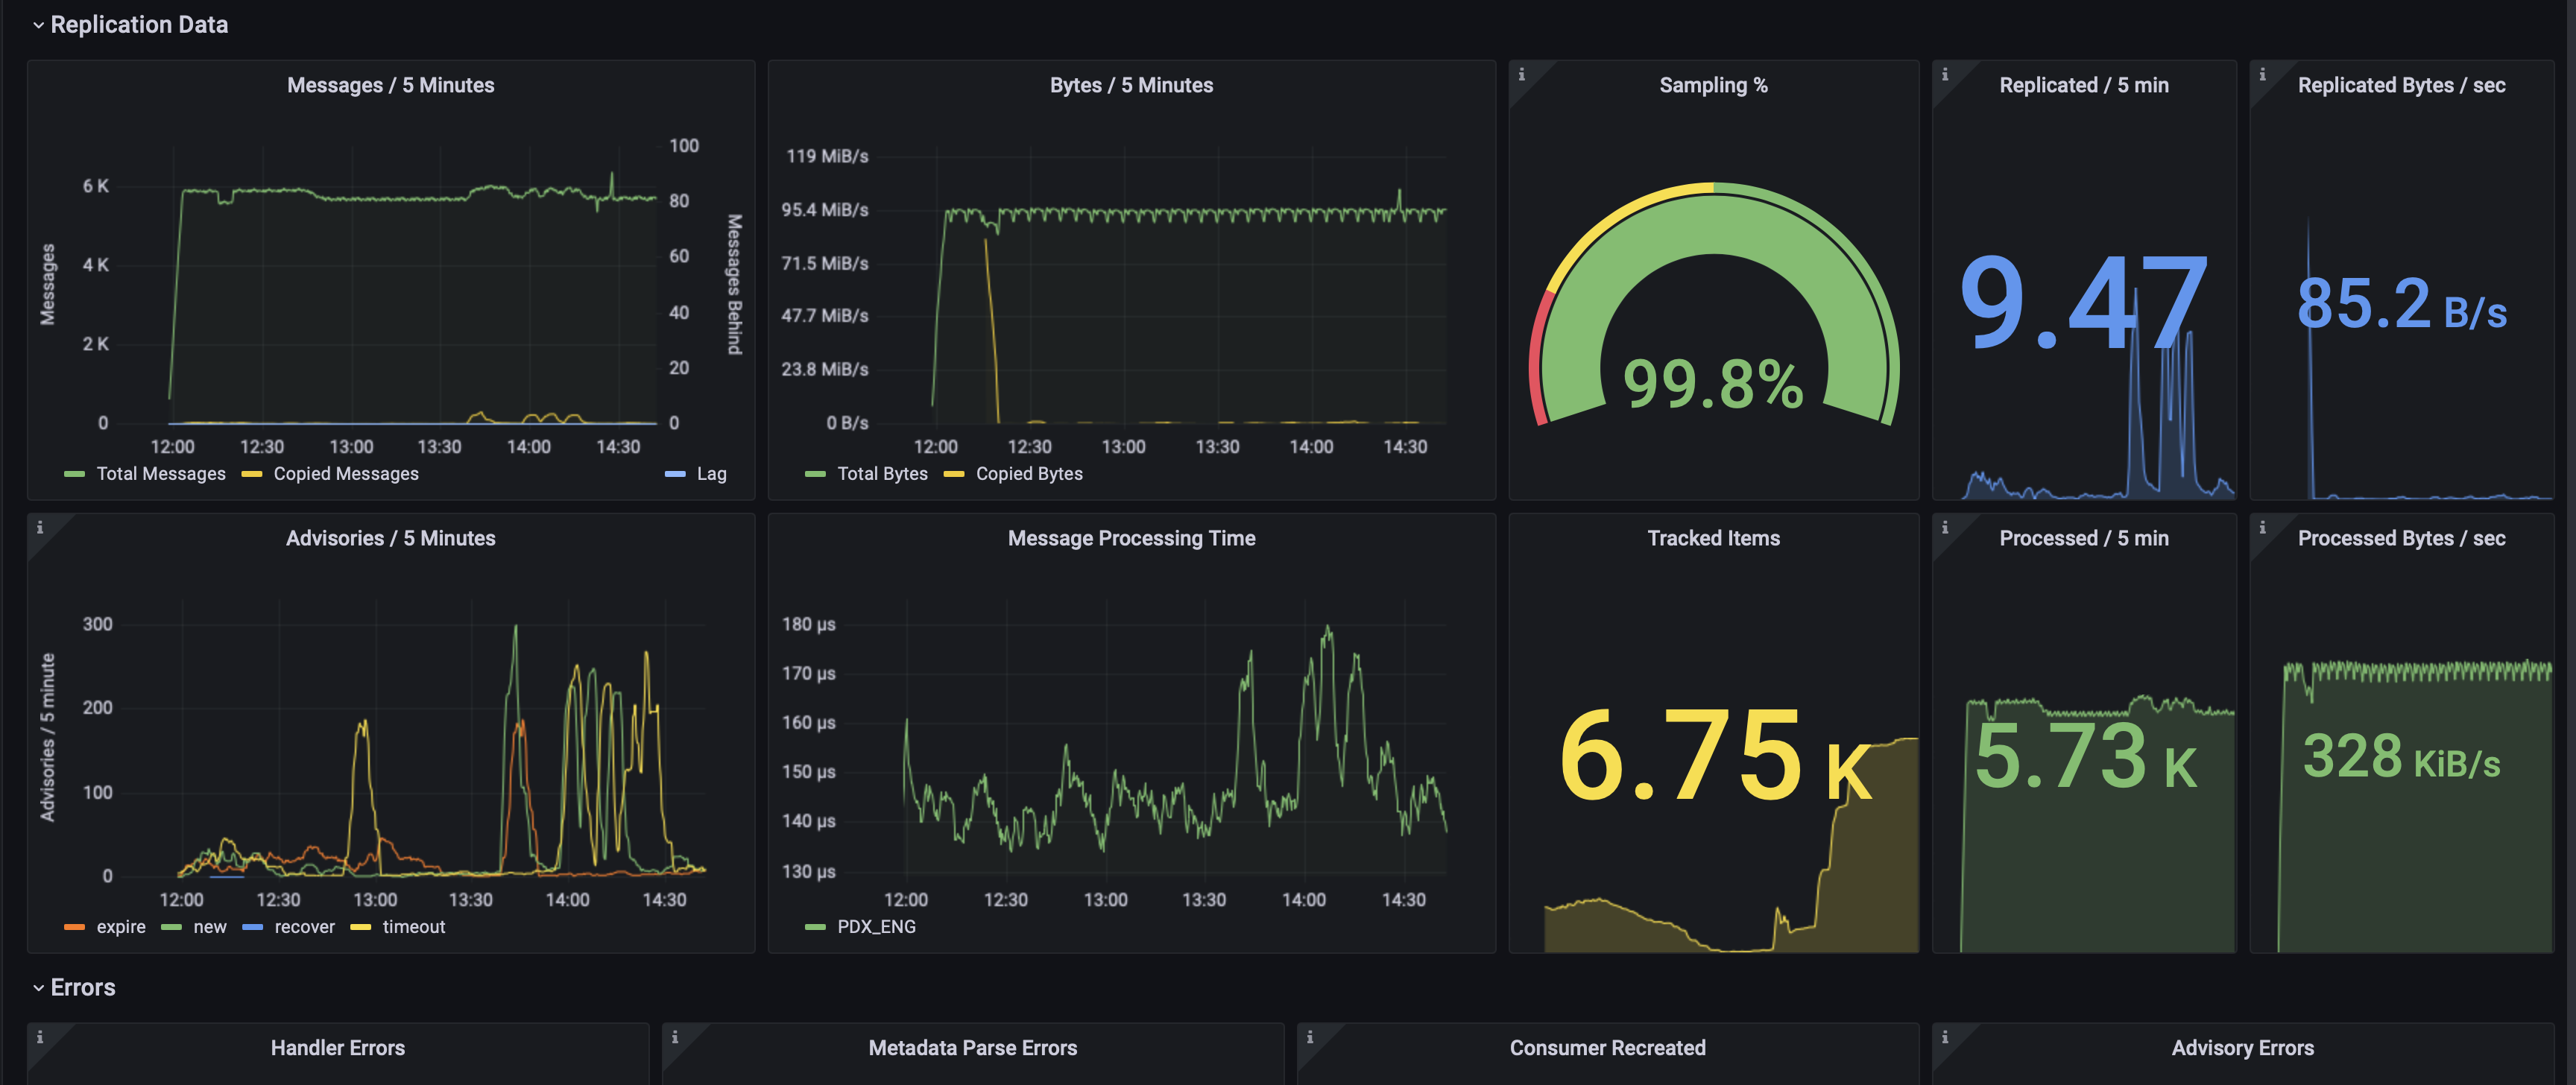 Replication Data
Messages / 5 Minutes
Messages
6 K
4 K
2 K
0
100
80
60
40
20
0
Messages Behind
12:00 12:30 13:00 13:30 14:00 14:30
Total Messages Copied Messages Lag
Bytes / 5 Minutes
119 MiB/s
95.4 MiB/s
71.5 MiB/s
47.7 MiB/s
23.8 MiB/s
0 B/s
12:00 12:30 13:00 13:30 14:00 14:30
Total Bytes Copied Bytes
i
Sampling %
99.8%
i
Replicated / 5 min
9.47
i
Replicated Bytes / sec
85.2 B/s
i
Advisories / 5 Minutes
Advisories / 5 minute
300
200
100
0
12:00 12:30 13:00 13:30 14:00 14:30
expire new recover timeout
Message Processing Time
180 µs
170 µs
160 µs
150 µs
140 µs
130 µs
12:00 12:30 13:00 13:30 14:00 14:30
PDX_ENG
Tracked Items
6.75 K
i
Processed / 5 min
5.73 K
i
Processed Bytes / sec
328 KiB/s
Errors
i
Handler Errors
i
Metadata Parse Errors
i
Consumer Recreated
i
Advisory Errors